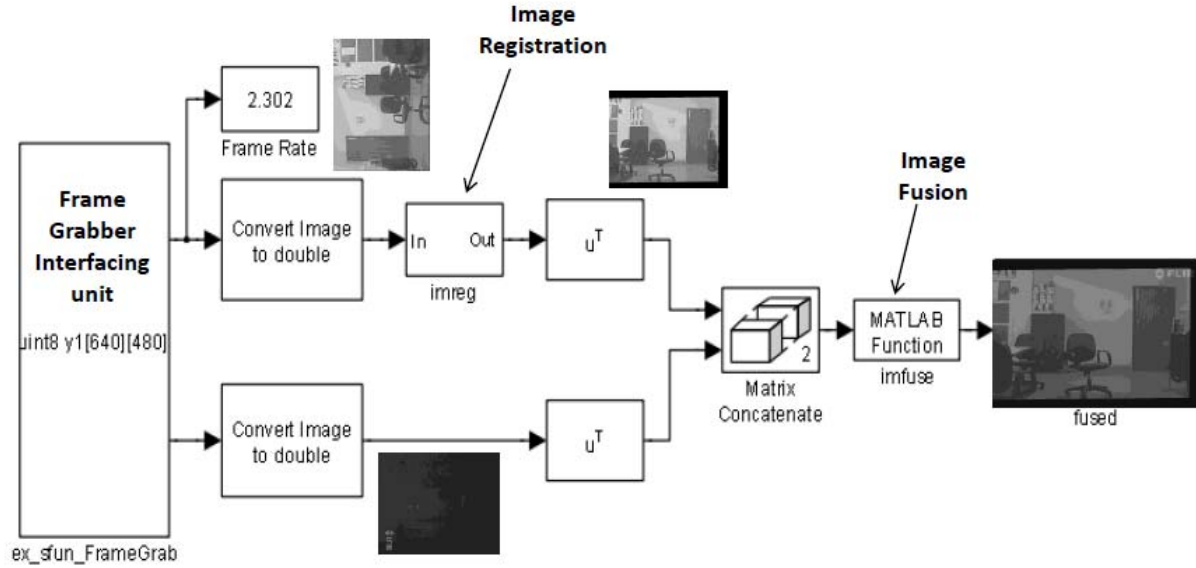 Image
Registration
2.302
Frame Rate
Frame
Grabber
Interfacing
unit
uint8 y1[640][480]
ex_sfun_FrameGrab
Convert Image
to double
In
Out
imreg
u^T
Convert Image
to double
u^T
2
Matrix
Concatenate
Image
Fusion
MATLAB
Function
imfuse
fused